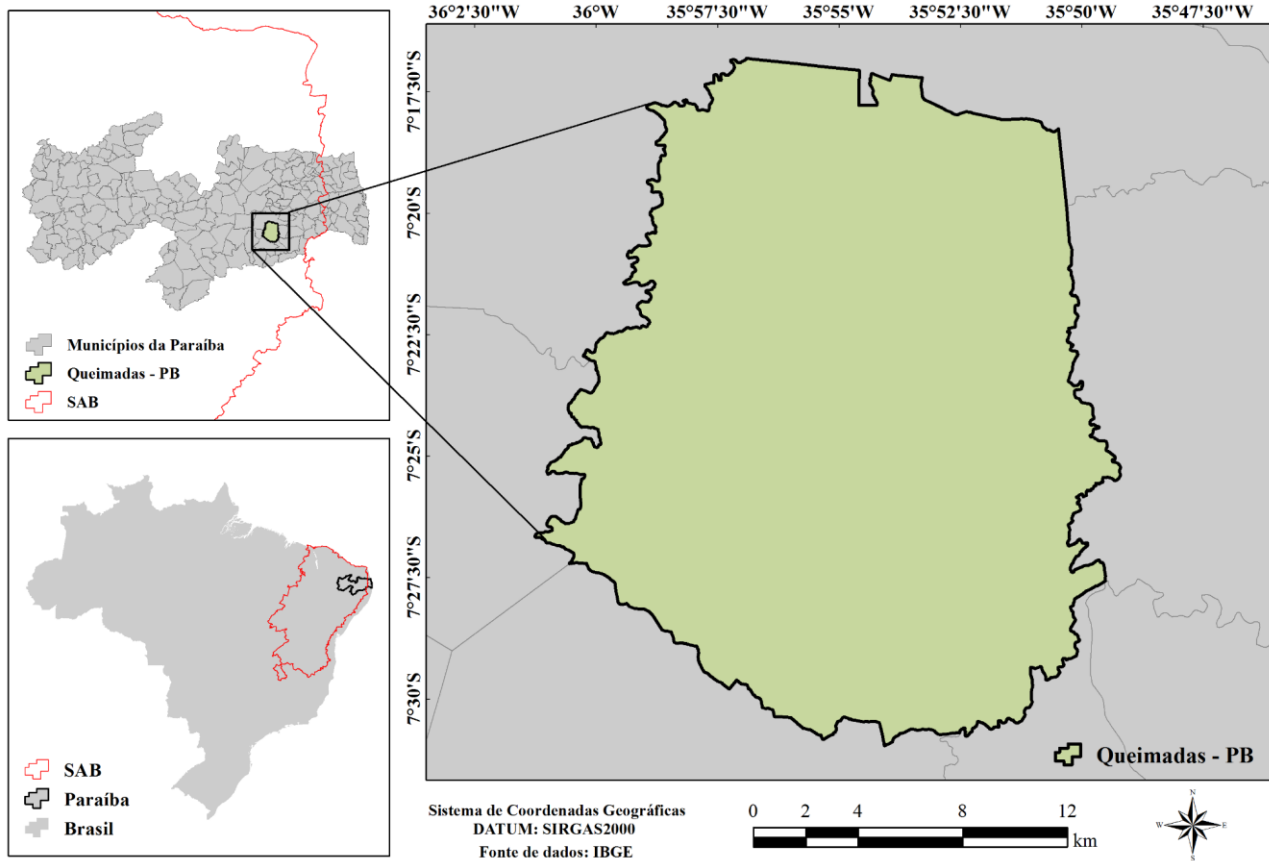 36°21'30"W 36°0'W 35°57'30"W 35°55'W 35°52'30"W 35°50'W 35°47'30"W
7°17'30"S
7°20'S
7°22'30"S
7°25'S
7°27'30"S
7°30'S
Municípios da Paraíba
Queimadas - PB
SAB
SAB
Paraíba
Brasil
Queimadas - PB
Sistema de Coordenadas Geográficas
DATUM: SIRGAS2000
Fonte de dados: IBGE
0 2 4 8 12
km
N
W E
S